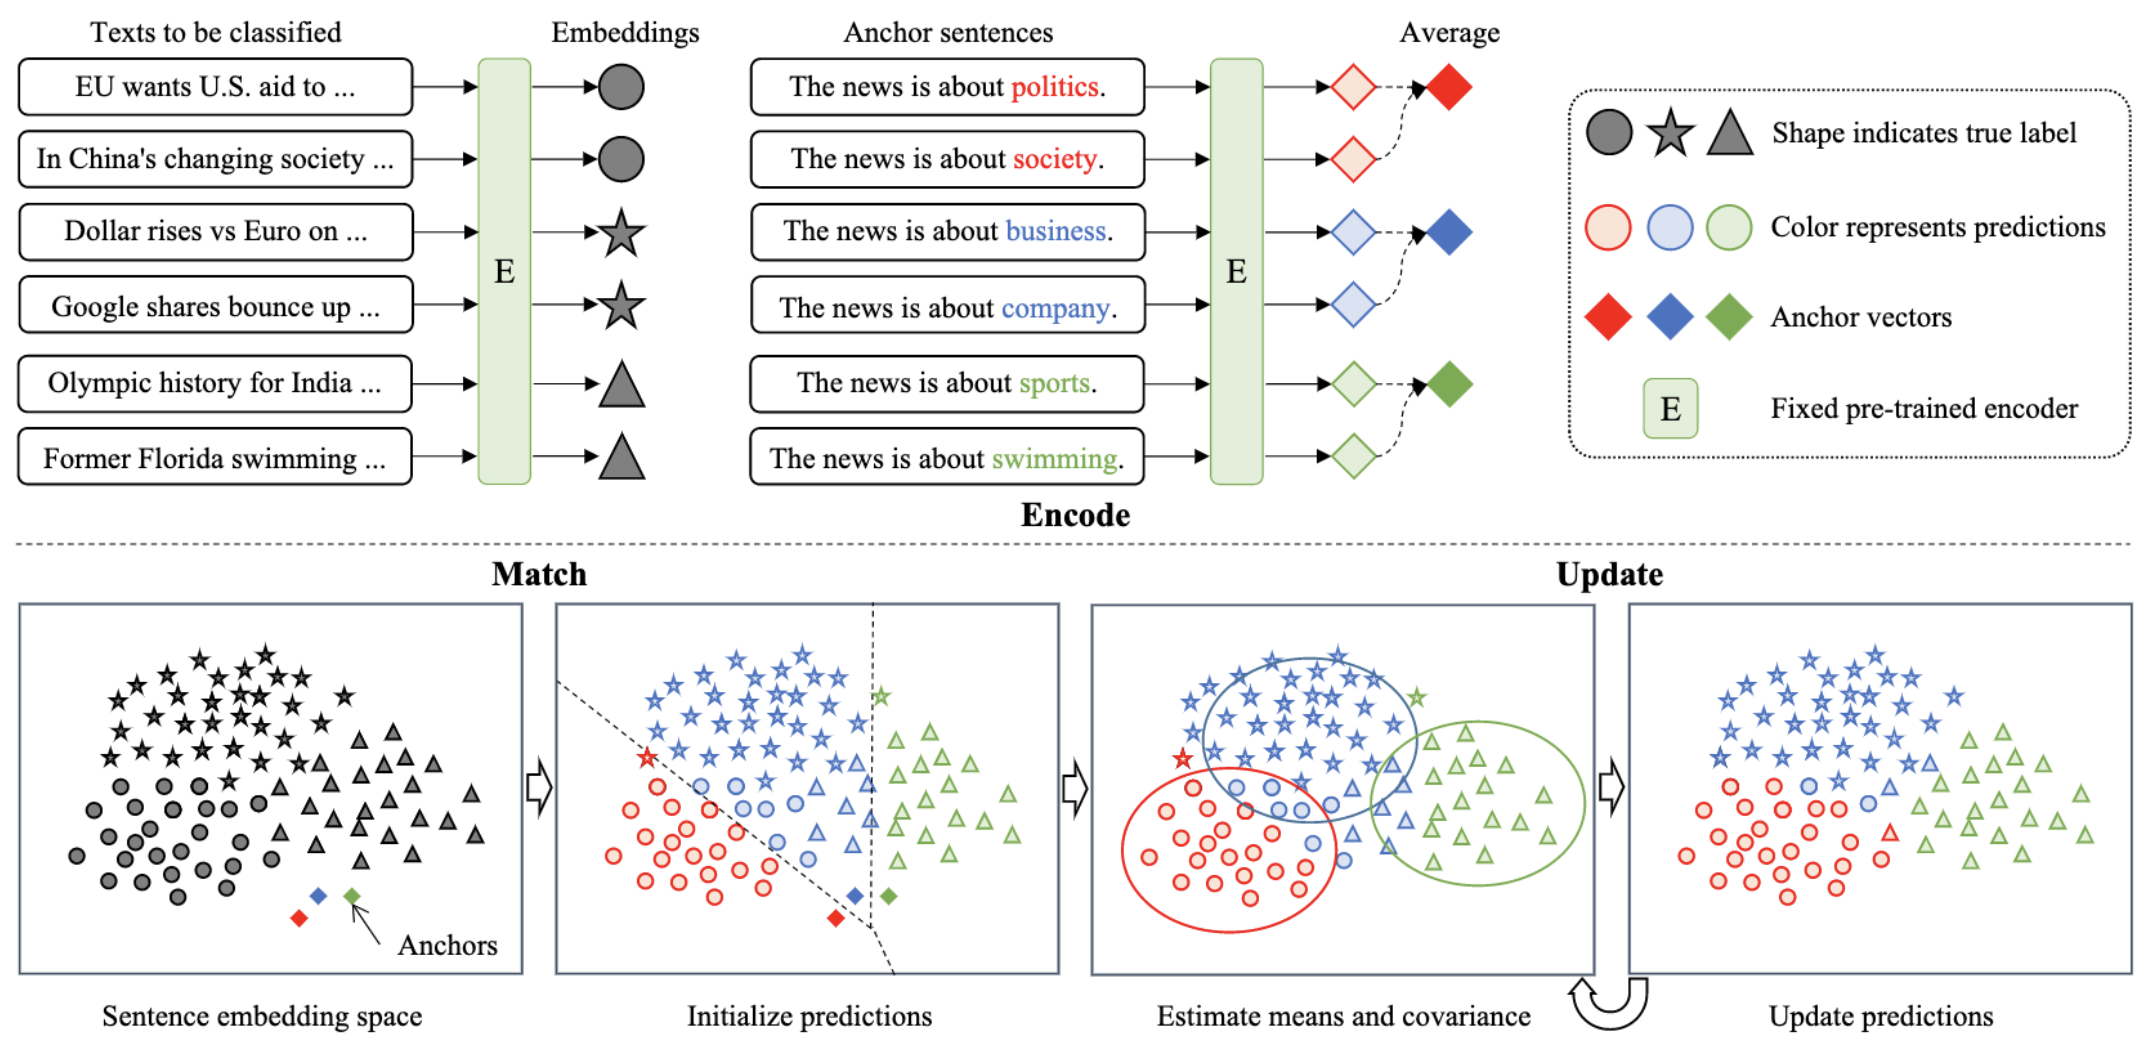 Texts to be classified
Embeddings
EU wants U.S. aid to ...
In China's changing society ...
Dollar rises vs Euro on ...
Google shares bounce up ...
Olympic history for India ...
Former Florida swimming ...
E
Anchor sentences
Average
The news is about politics.
The news is about society.
The news is about business.
The news is about company.
The news is about sports.
The news is about swimming.
E
Shape indicates true label
Color represents predictions
Anchor vectors
E
Fixed pre-trained encoder
Encode
Match
Update
Anchors
Sentence embedding space
Initialize predictions
Estimate means and covariance
Update predictions